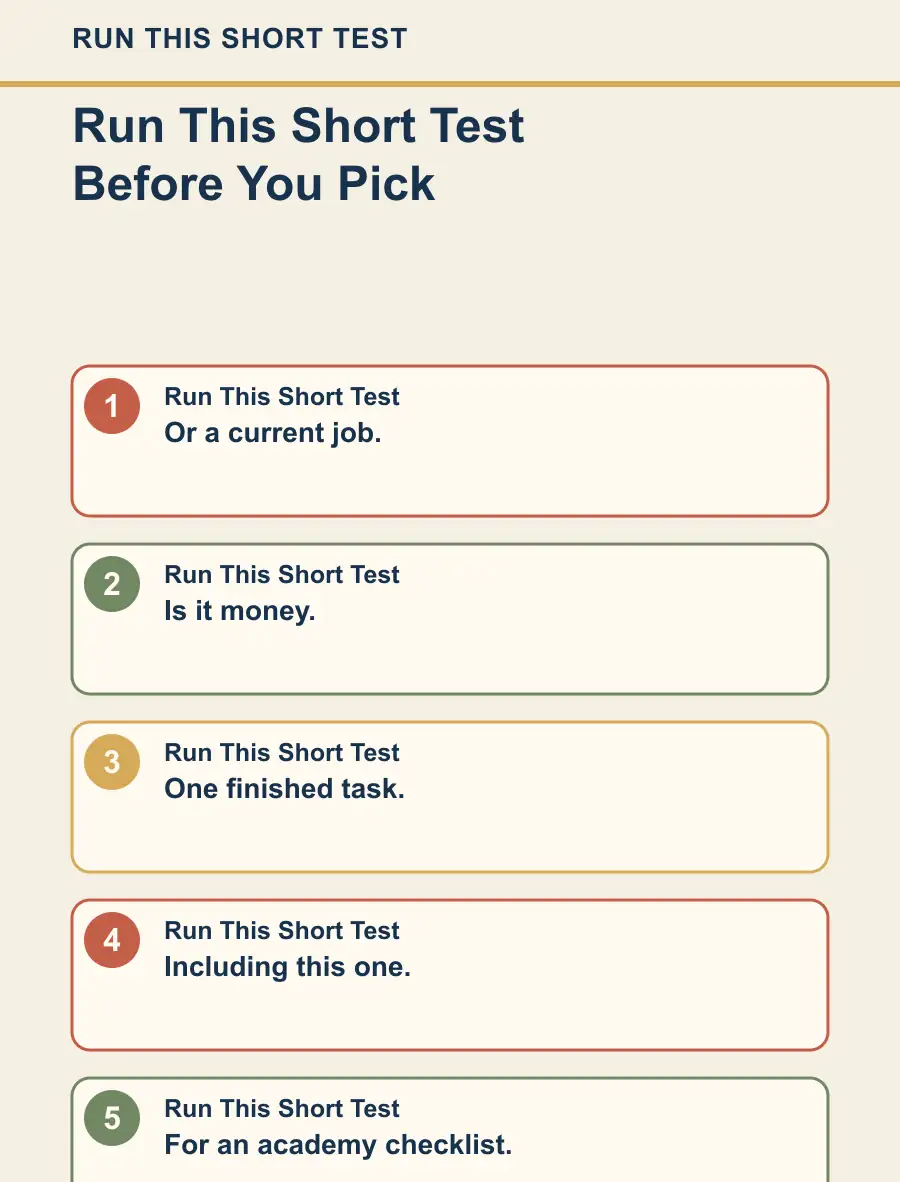 RUN THIS SHORT TEST
Run This Short Test
Before You Pick
1
Run This Short Test
Or a current job.
2
Run This Short Test
Is it money.
3
Run This Short Test
One finished task.
4
Run This Short Test
Including this one.
5
Run This Short Test
For an academy checklist.